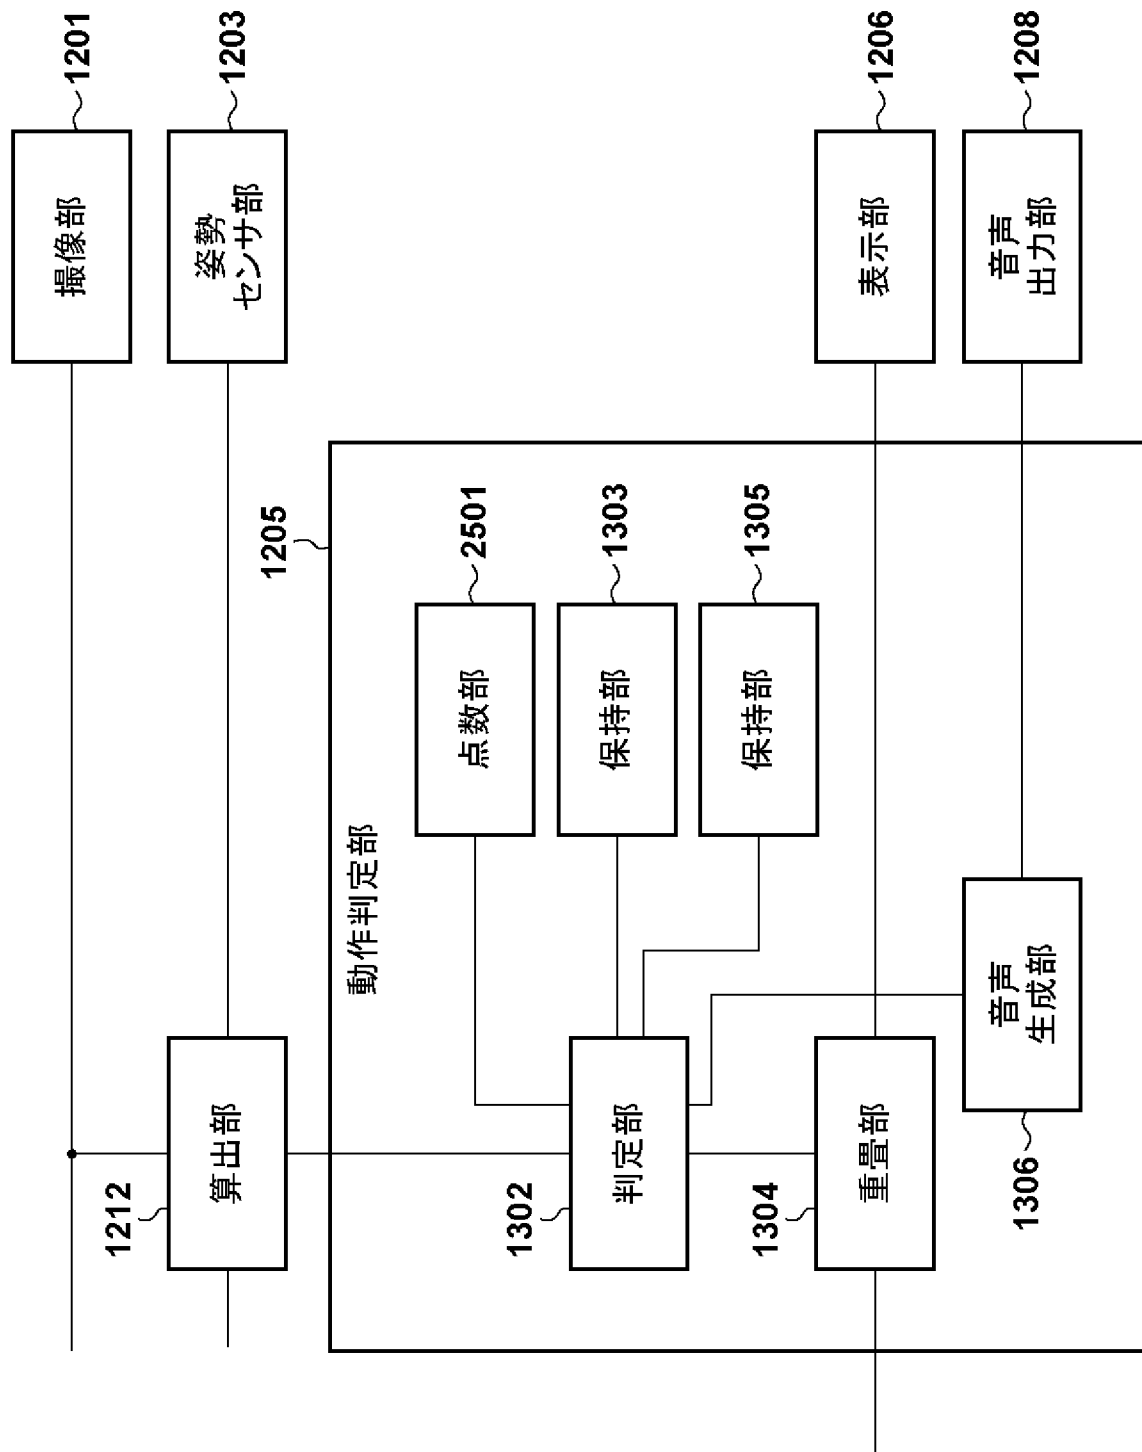 1201
撮像部
1203
姿勢
センサ部
1212
算出部
1205
動作判定部
2501
点数部
1303
保持部
1305
保持部
1302
判定部
1304
重畳部
1206
表示部
1306
音声
生成部
1208
音声
出力部